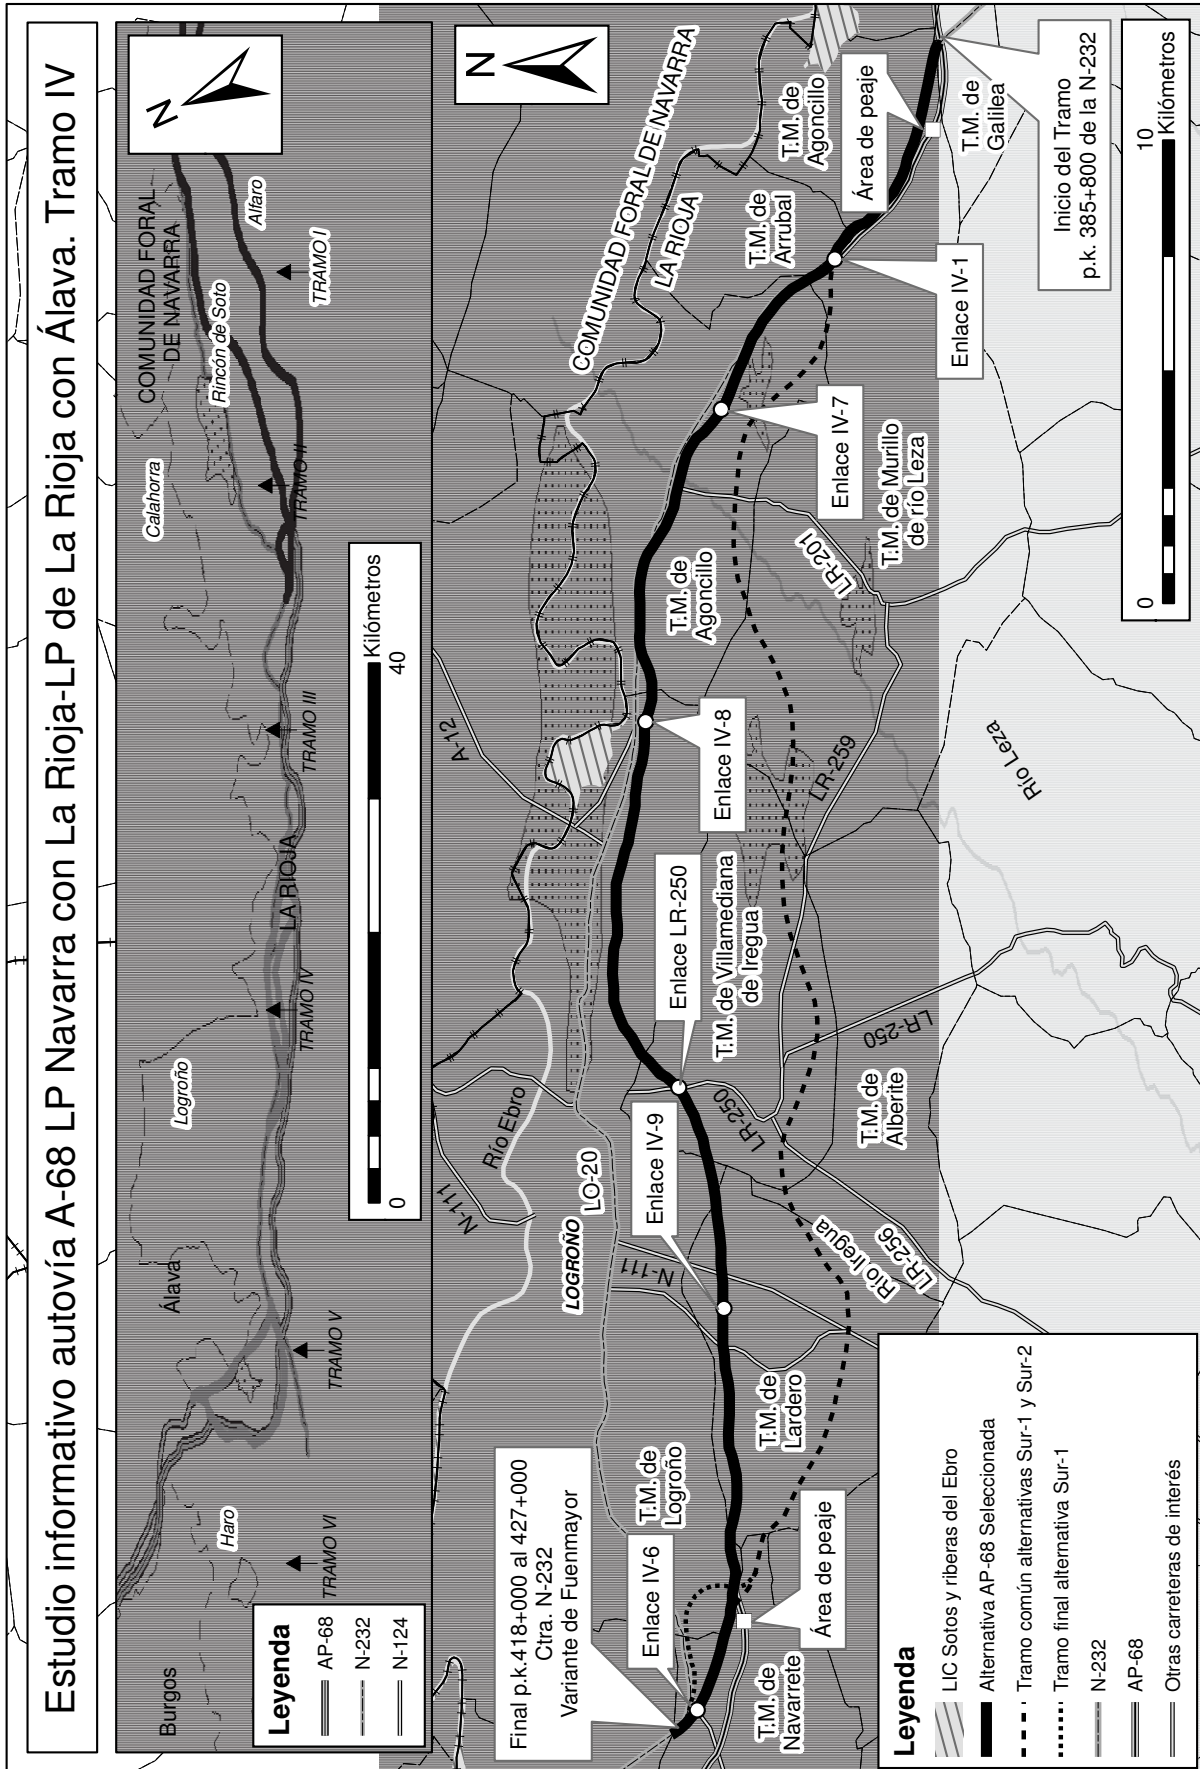 Estudio informativo autovía A-68 LP Navarra con La Rioja-LP de La Rioja con Álava. Tramo IV
N
COMUNIDAD FORAL
DE NAVARRA
Alfaro
Rincón de Soto
TRAMO I
Calahorra
TRAMO II
TRAMO III
LA RIOJA
TRAMO IV
Logroño
Álava
TRAMO V
Haro
TRAMO VI
Burgos
Kilómetros
0
40
Leyenda
AP-68
N-232
N-124
N
COMUNIDAD FORAL DE NAVARRA
LA RIOJA
T.M. de
Agoncillo
Área de peaje
T.M. de
Galilea
Inicio del Tramo
p.k. 385+800 de la N-232
T.M. de
Arrubal
Enlace IV-1
Enlace IV-7
T.M. de Murillo
de río Leza
LR-201
T.M. de
Agoncillo
A-12
Enlace IV-8
LR-259
Río Leza
Enlace LR-250
T.M. de Villamediana
de Iregua
LR-250
LR-250
T.M. de
Alberite
Río Ebro
N-111
LO-20
LOGROÑO
Enlace IV-9
N-111
Río Iregua
LR-256
T.M. de
Lardero
T.M. de
Logroño
Enlace IV-6
Área de peaje
T.M. de
Navarrete
Final p.k.418+000 al 427+000
Ctra. N-232
Variante de Fuenmayor
Kilómetros
0
10
Leyenda
LIC Sotos y riberas del Ebro
Alternativa AP-68 Seleccionada
Tramo común alternativas Sur-1 y Sur-2
Tramo final alternativa Sur-1
N-232
AP-68
Otras carreteras de interés